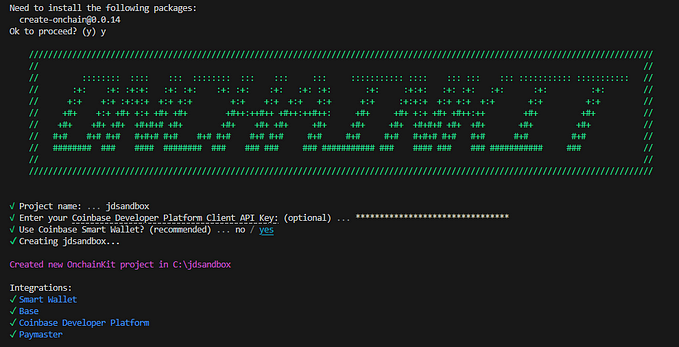 Need to install the following packages:
create-onchain@0.0.14
Ok to proceed? (y) y
√ Project name: ... jdsandbox
√ Enter your Coinbase Developer Platform Client API Key: (optional) ... ********************************
√ Use Coinbase Smart Wallet? (recommended) ... no / yes
✓ Creating jdsandbox...
Created new OnchainKit project in C:\jdsandbox
Integrations:
✓ Smart Wallet
✓ Base
✓ Coinbase Developer Platform
✓ Paymaster